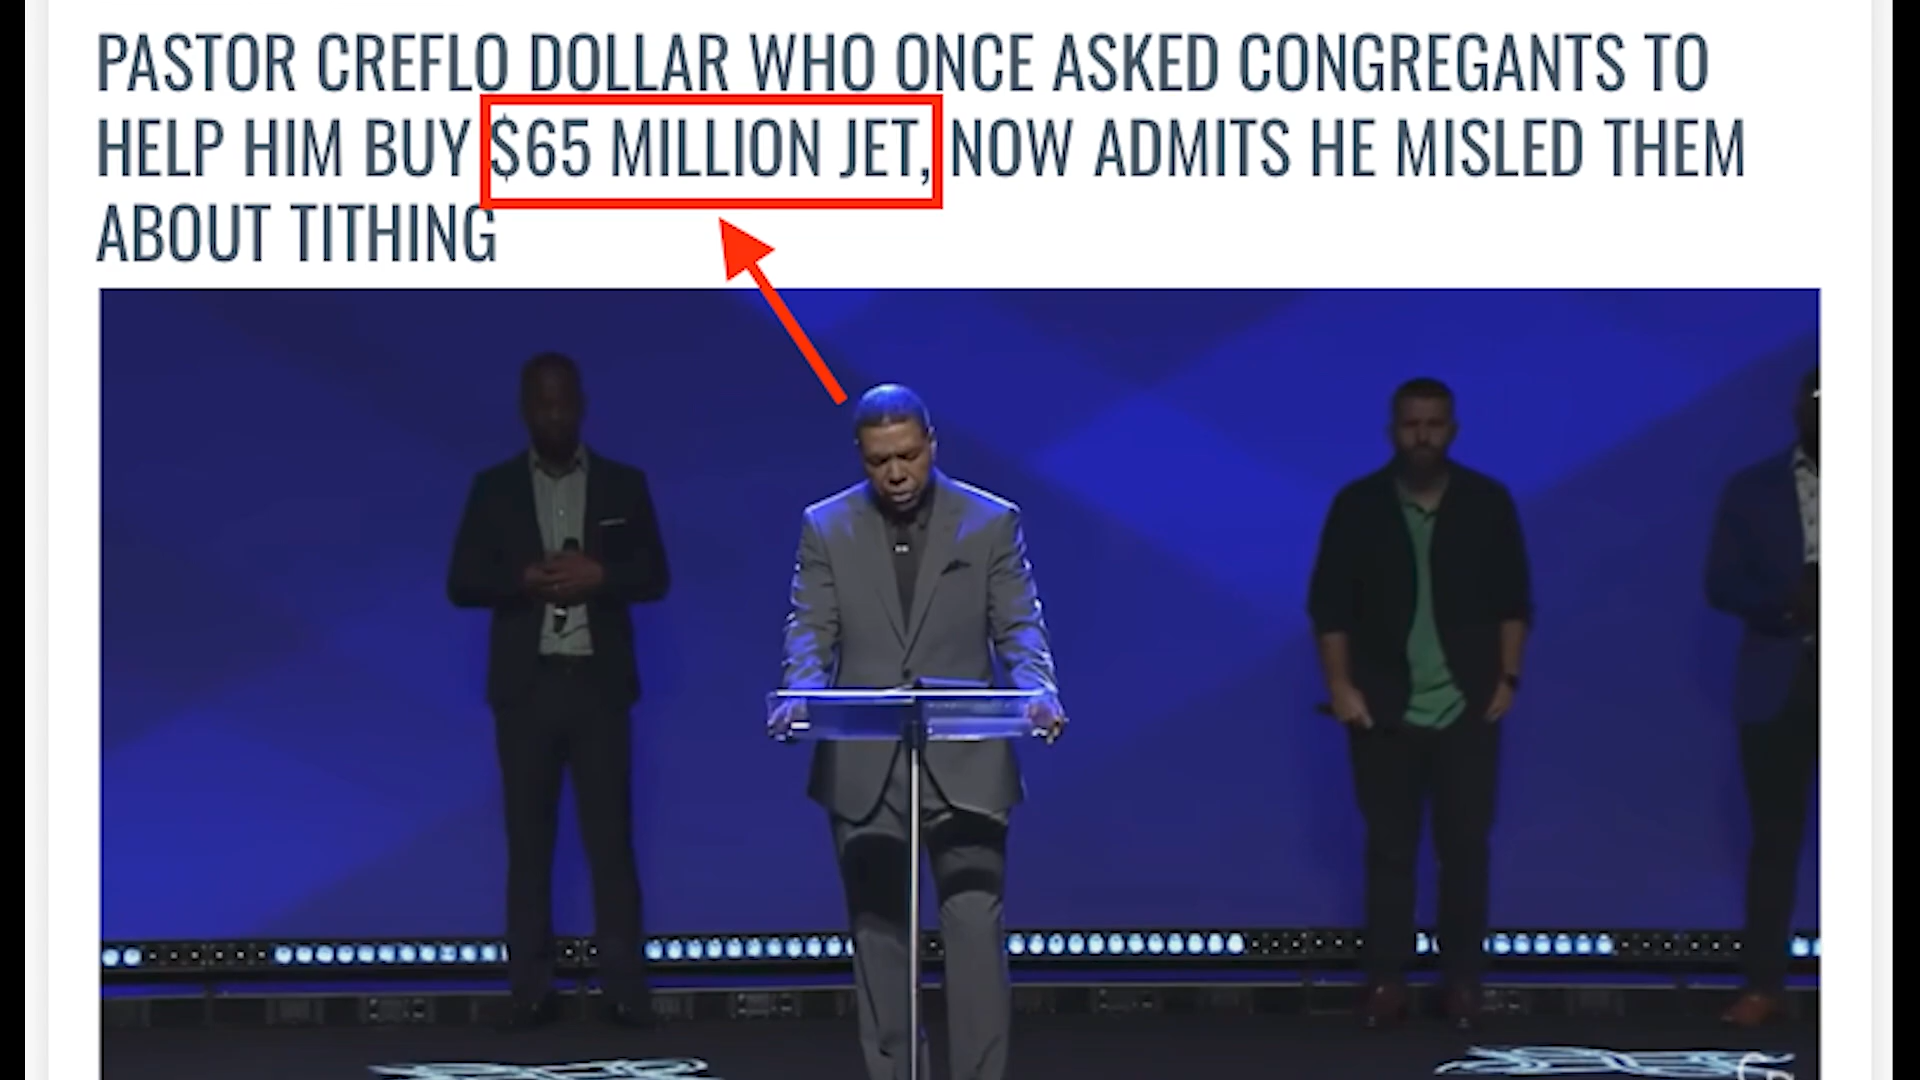 PASTOR CREFLO DOLLAR WHO ONCE ASKED CONGREGANTS TO
HELP HIM BUY $65 MILLION JET, NOW ADMITS HE MISLED THEM
ABOUT TITHING